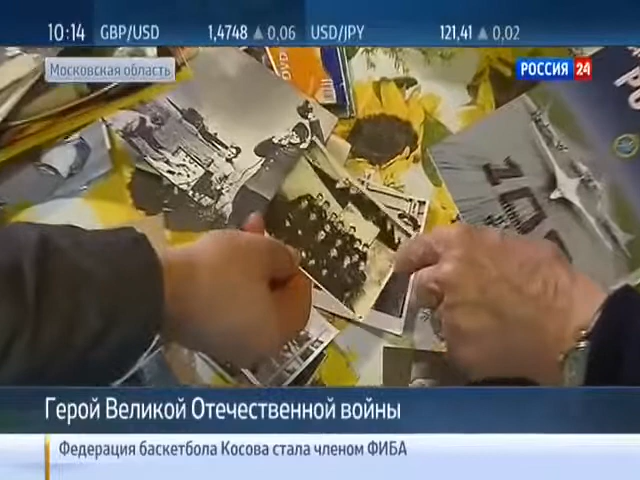 10:14 GBP/USD 1,4748 ▲ 0,06 USD/JPY 121,41 ▲ 0,02
Московская область
РОССИЯ 24
DVD
Герой Великой Отечественной войны
Федерация баскетбола Косова стала членом ФИБА